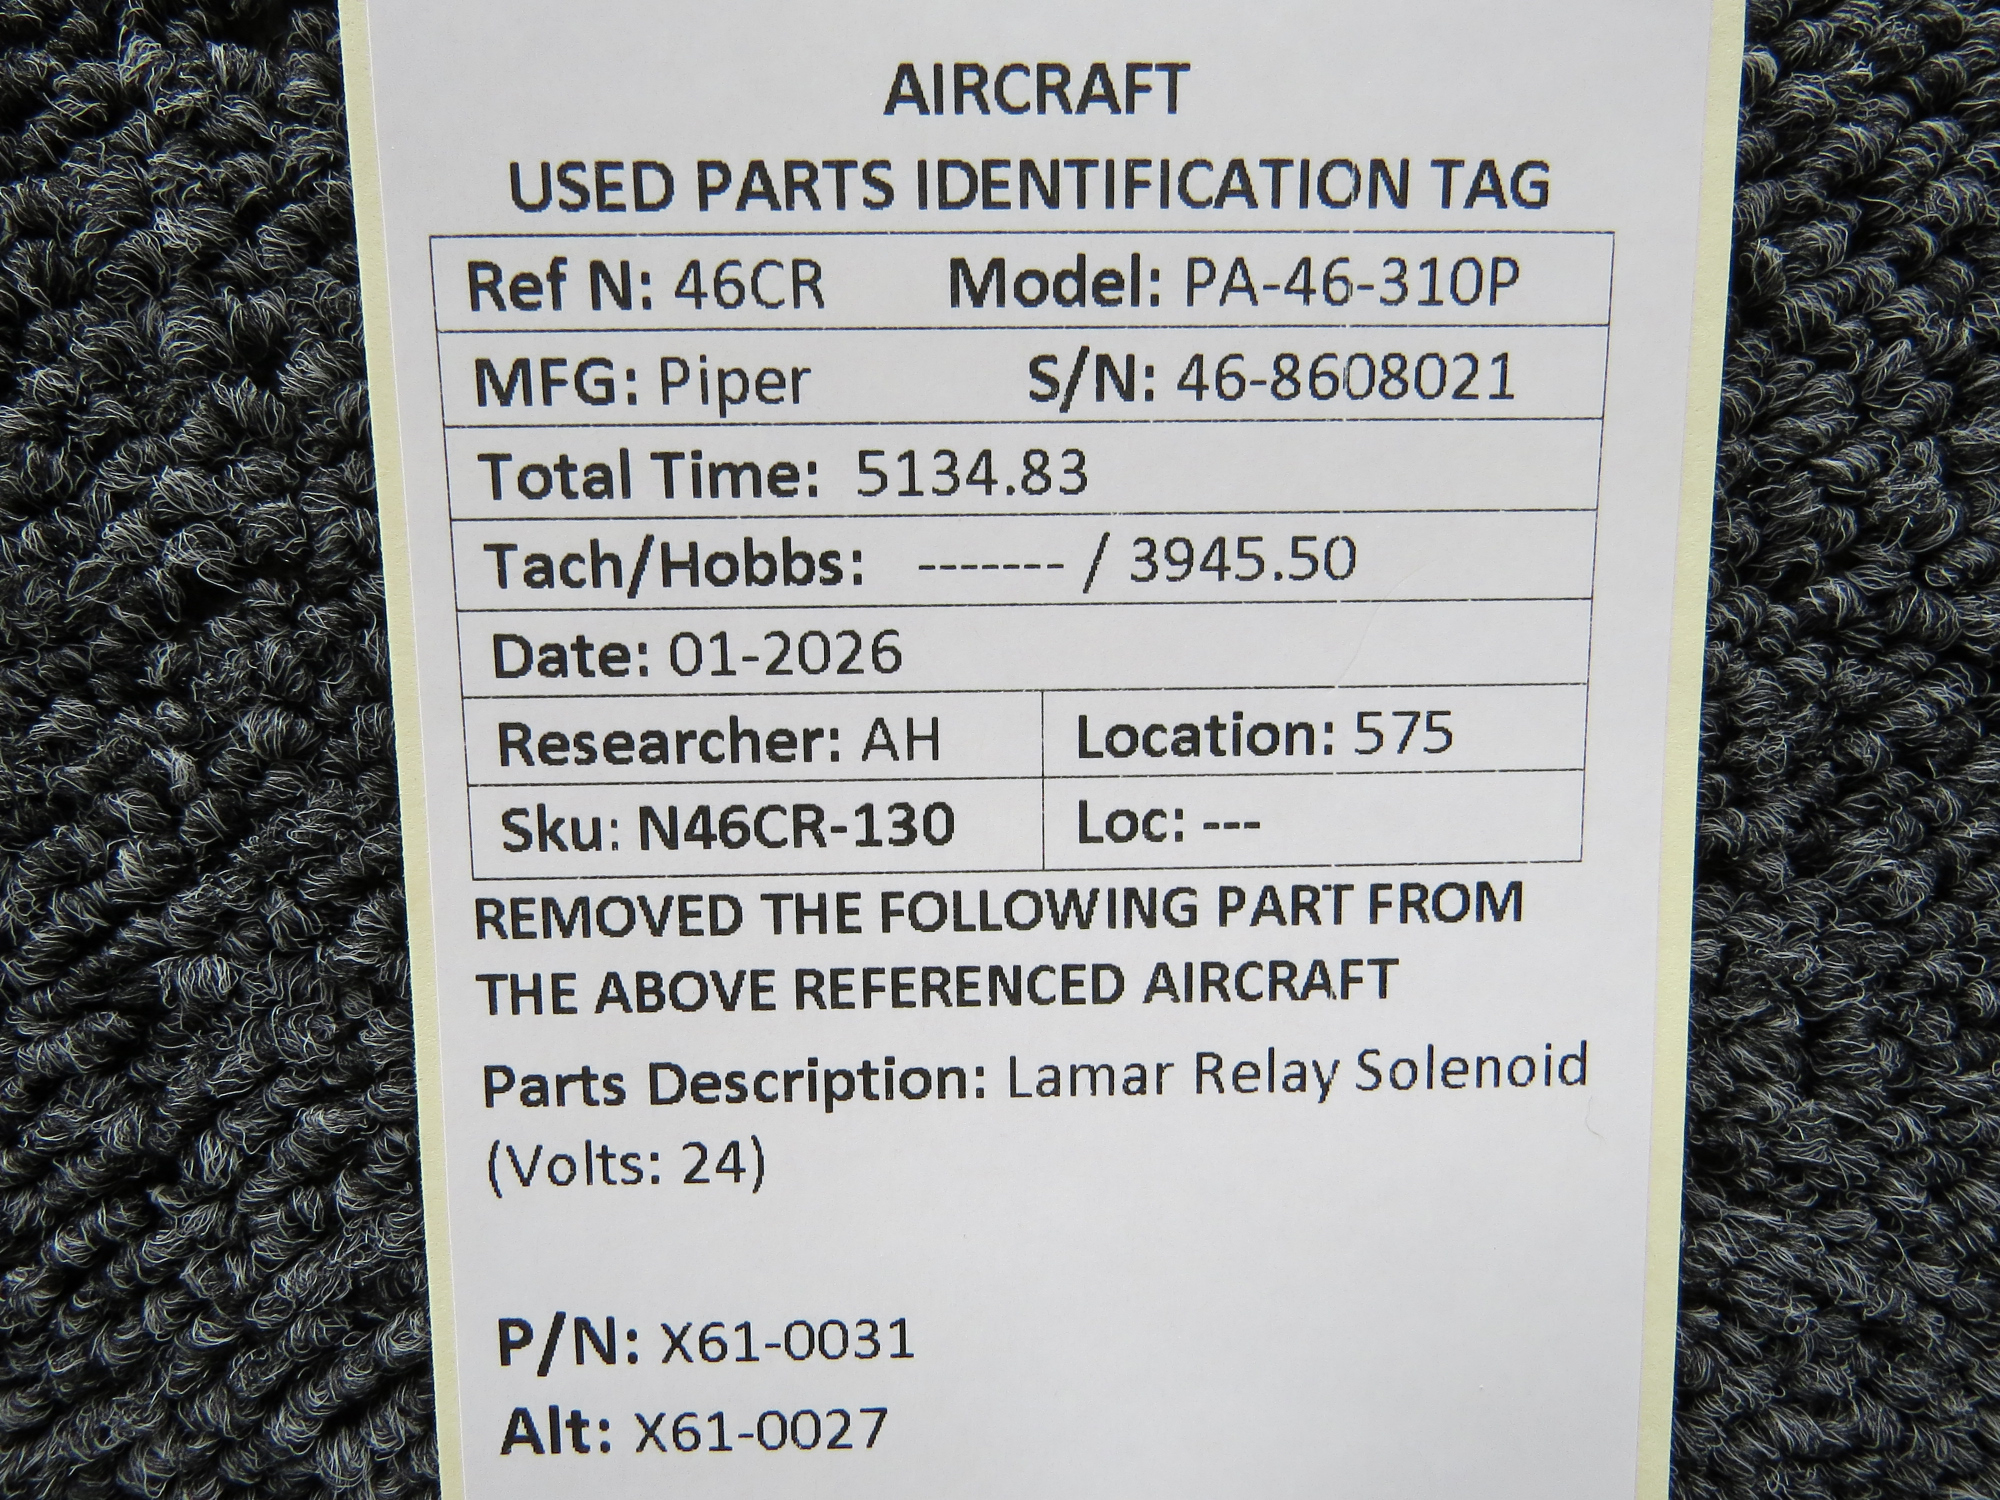 AIRCRAFT
USED PARTS IDENTIFICATION TAG
Ref N: 46CR Model: PA-46-310P
MFG: Piper S/N: 46-8608021
Total Time: 5134.83
Tach/Hobbs: ------- / 3945.50
Date: 01-2026
Researcher: AH Location: 575
Sku: N46CR-130 Loc: ---
REMOVED THE FOLLOWING PART FROM
THE ABOVE REFERENCED AIRCRAFT
Parts Description: Lamar Relay Solenoid
(Volts: 24)
P/N: X61-0031
Alt: X61-0027